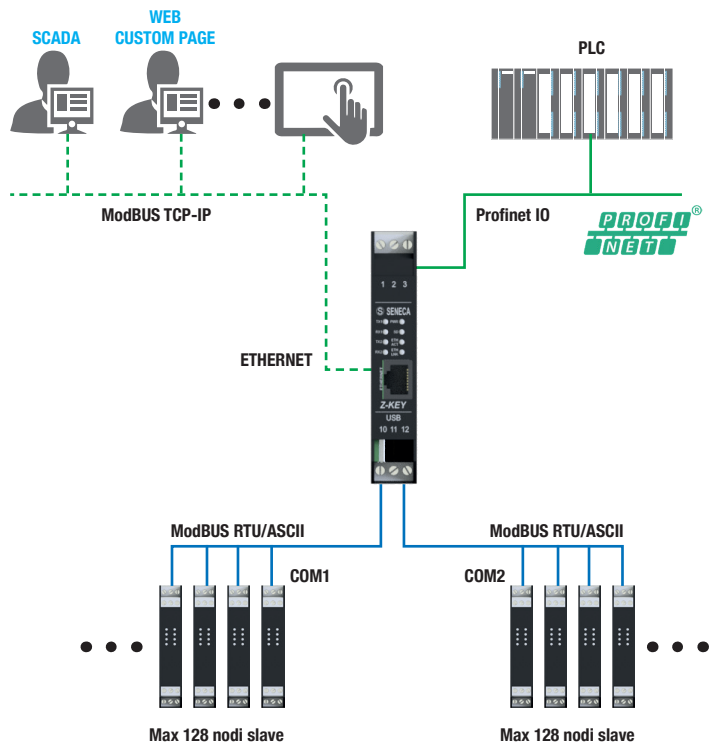 SCADA
WEB
CUSTOM PAGE
PLC
ModBUS TCP-IP
Profinet IO
PROFI®
NET
1 2 3
S SENECA
ETHERNET
ETHERNET
Z-KEY
USB
10 11 12
ModBUS RTU/ASCII
ModBUS RTU/ASCII
COM1
COM2
Max 128 nodi slave
Max 128 nodi slave